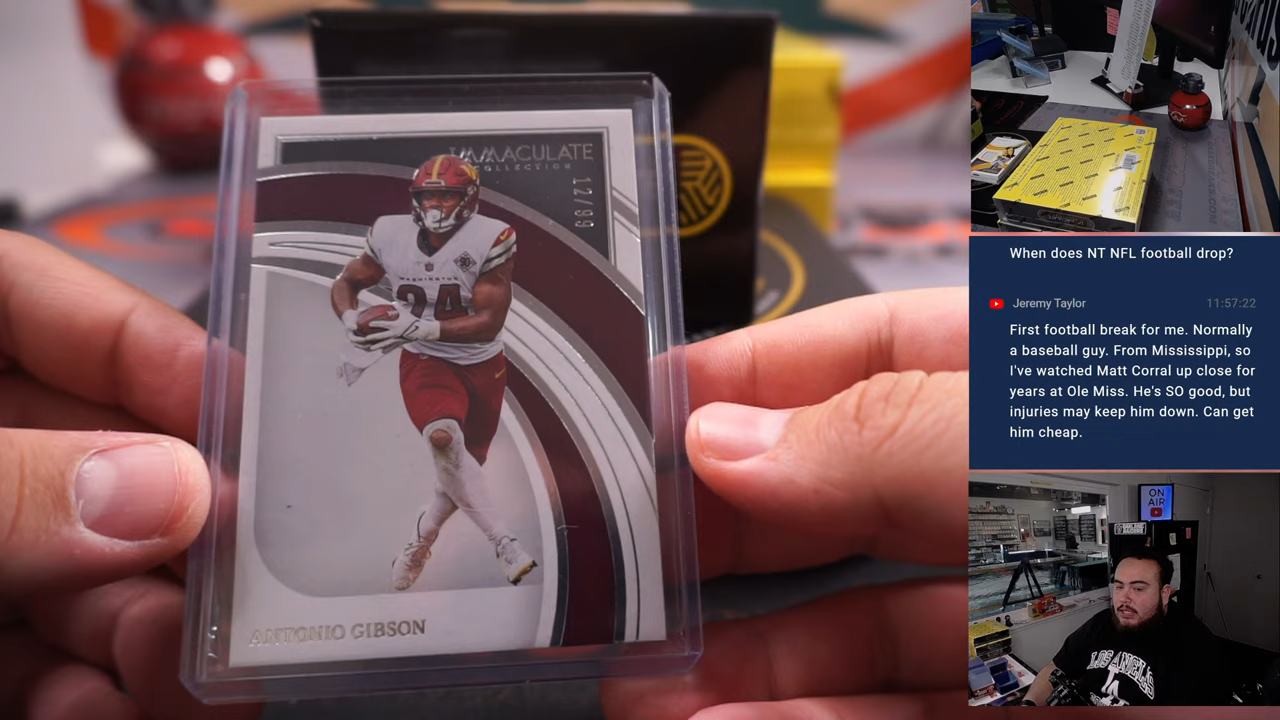 IMMACULATE
COLLECTION
12/99
WASHINGTON
24
ANTONIO GIBSON
When does NT NFL football drop?
Jeremy Taylor 11:57:22
First football break for me. Normally
a baseball guy. From Mississippi, so
I've watched Matt Corral up close for
years at Ole Miss. He's SO good, but
injuries may keep him down. Can get
him cheap.
ON
AIR
LOS ANGELES
LA